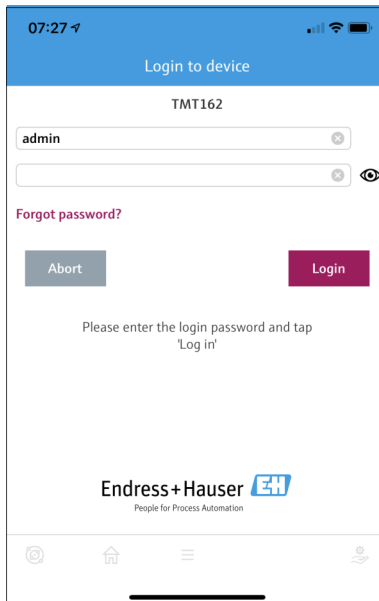 07:27
Login to device
TMT162
admin
Forgot password?
Abort
Login
Please enter the login password and tap
'Log in'
Endress+Hauser EH
People for Process Automation